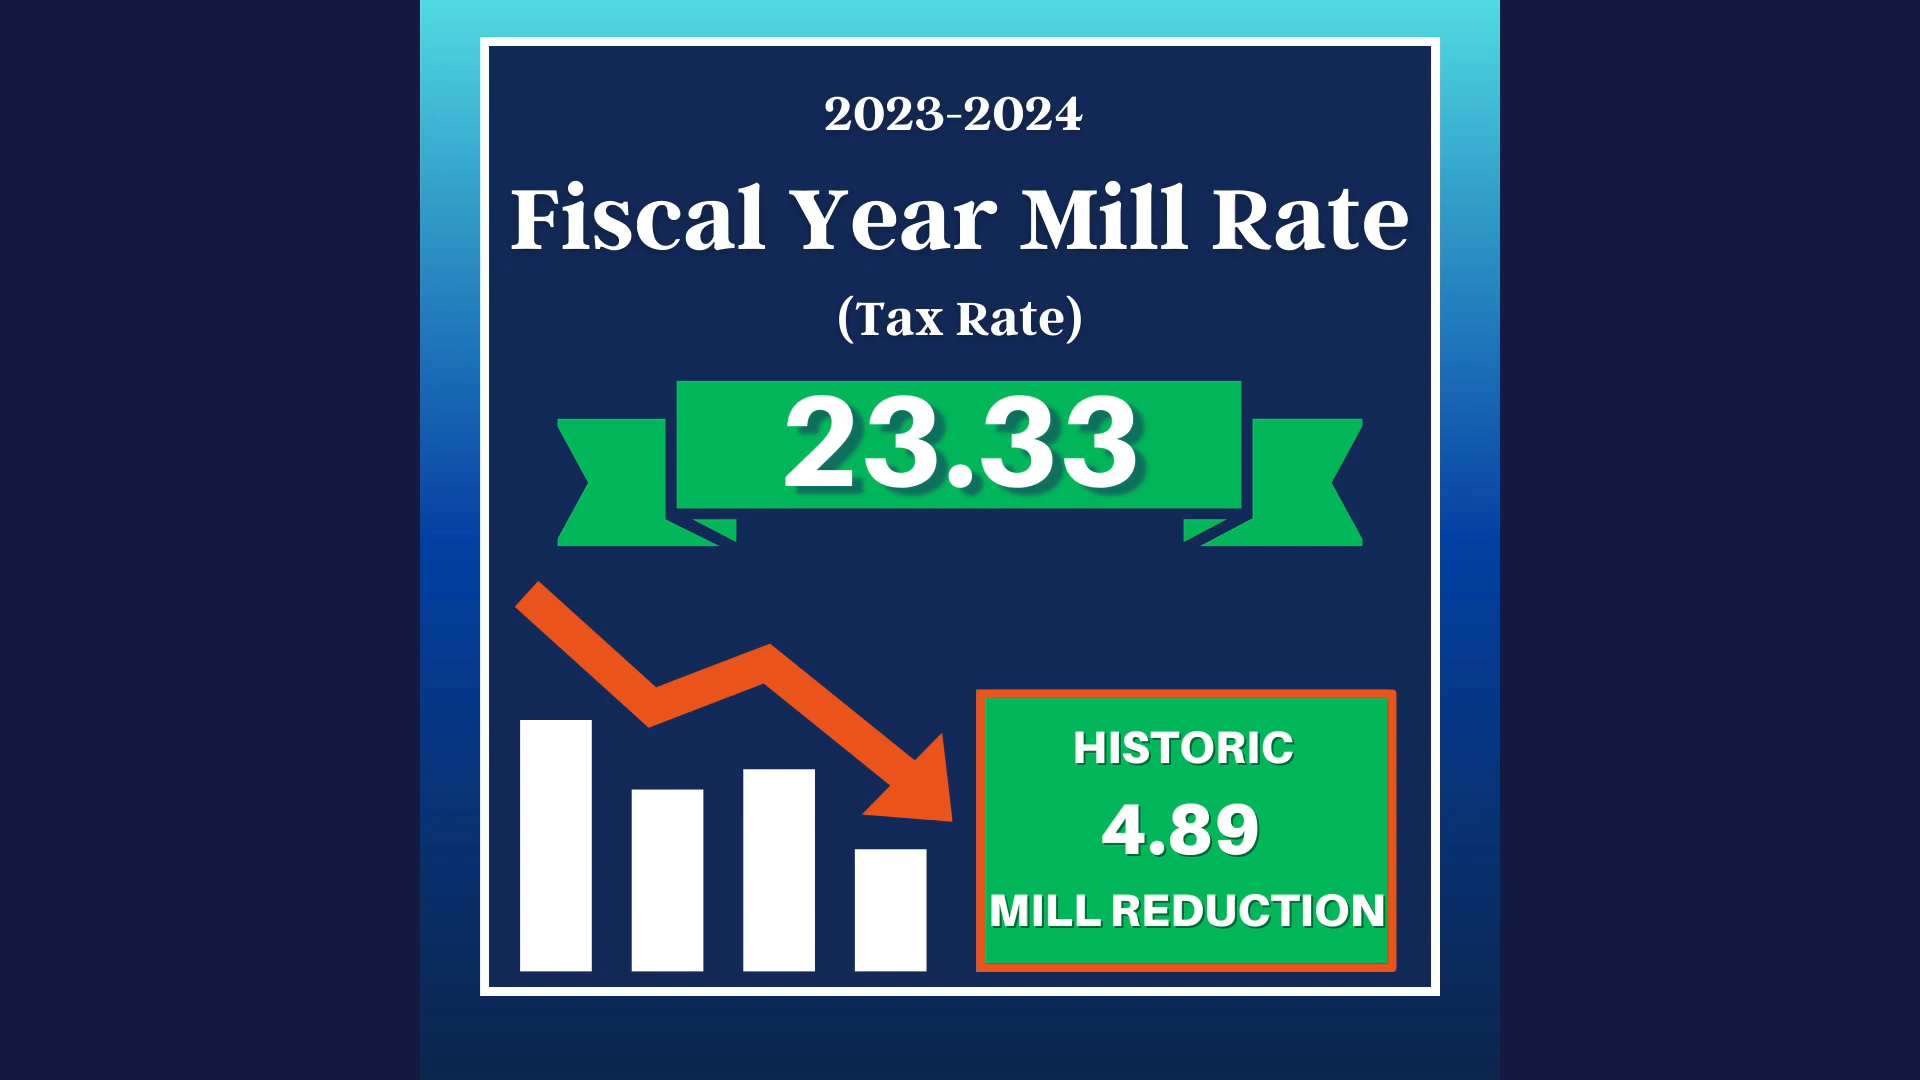 2023-2024
Fiscal Year Mill Rate
(Tax Rate)
23.33
HISTORIC
4.89
MILL REDUCTION